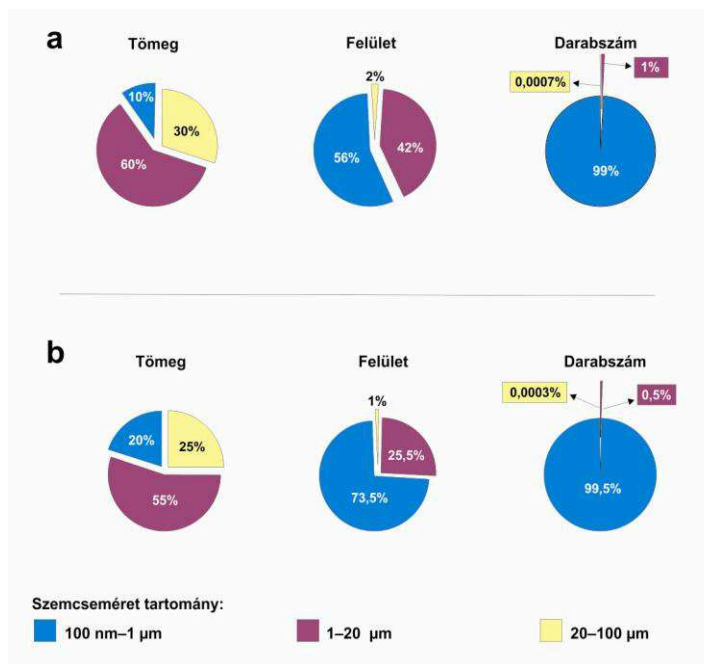 a
Tömeg
Felület
Darabszám
10%
30%
60%
2%
56%
42%
1%
0,0007%
99%
b
Tömeg
Felület
Darabszám
20%
25%
55%
1%
25,5%
73,5%
0,0003%
0,5%
99,5%
Szemcseméret tartomány:
100 nm–1 µm
1–20 µm
20–100 µm